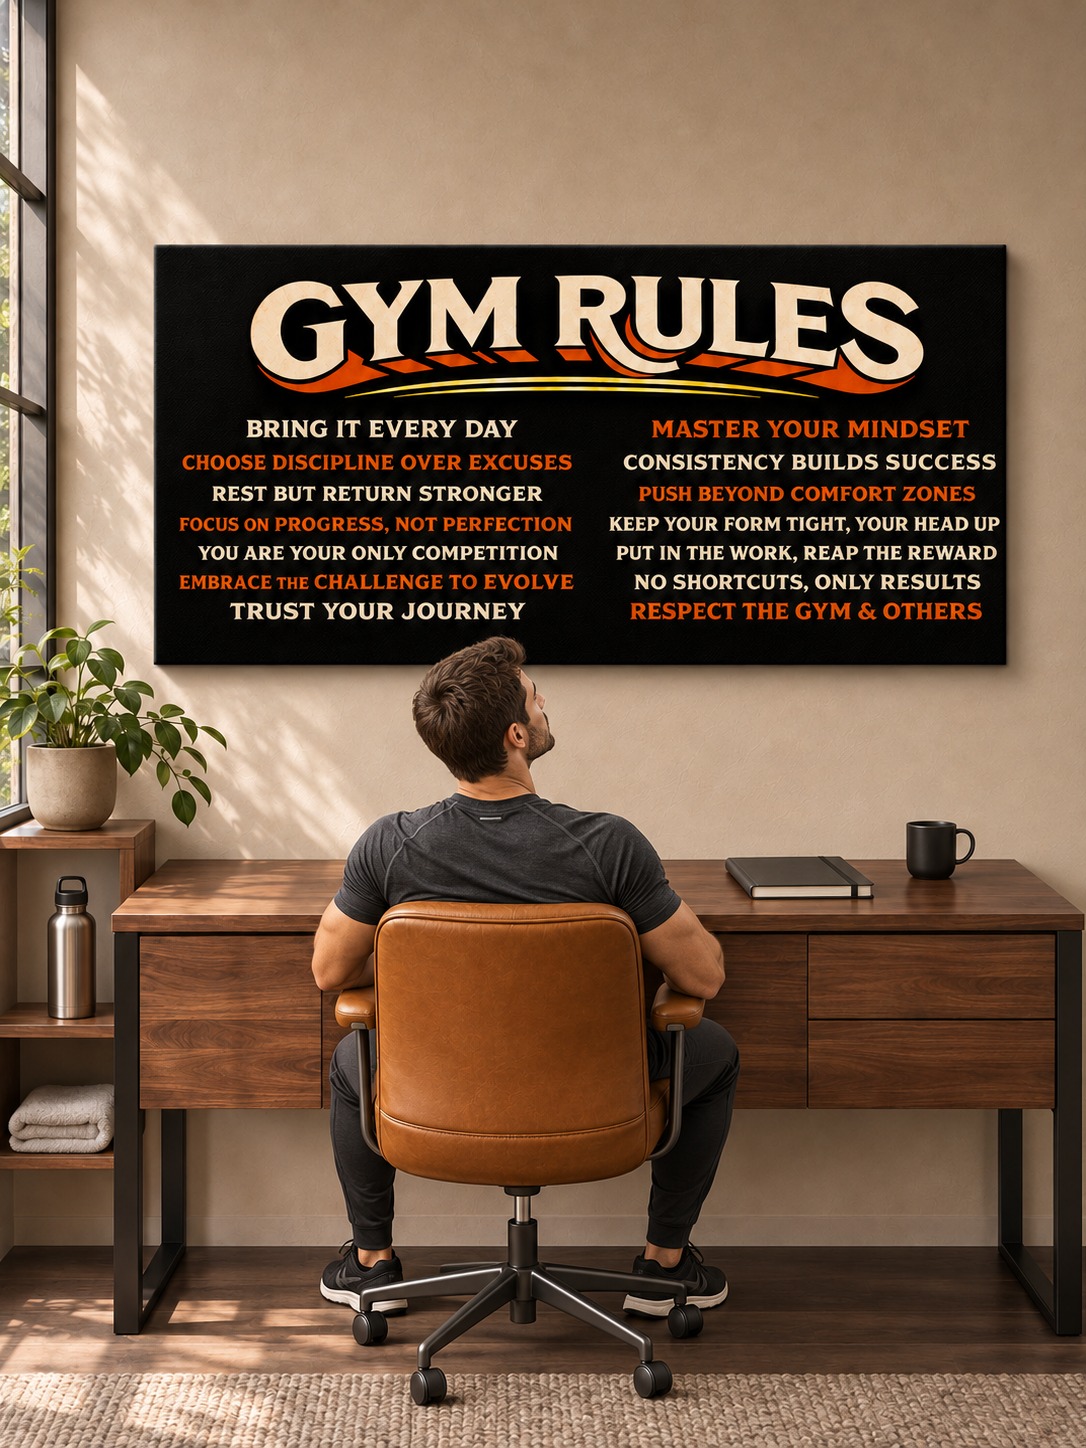 GYM RULES
BRING IT EVERY DAY
CHOOSE DISCIPLINE OVER EXCUSES
REST BUT RETURN STRONGER
FOCUS ON PROGRESS, NOT PERFECTION
YOU ARE YOUR ONLY COMPETITION
EMBRACE THE CHALLENGE TO EVOLVE
TRUST YOUR JOURNEY
MASTER YOUR MINDSET
CONSISTENCY BUILDS SUCCESS
PUSH BEYOND COMFORT ZONES
KEEP YOUR FORM TIGHT, YOUR HEAD UP
PUT IN THE WORK, REAP THE REWARD
NO SHORTCUTS, ONLY RESULTS
RESPECT THE GYM & OTHERS